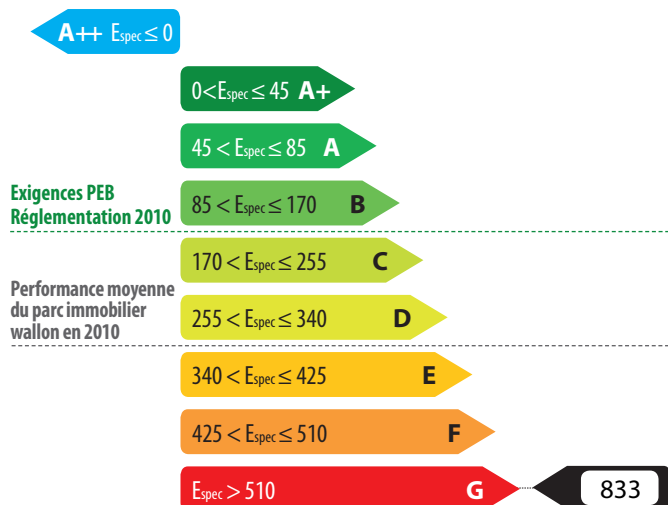 A++ Espec ≤ 0
0<Espec ≤ 45 A+
45 < Espec ≤ 85 A
Exigences PEB
Réglementation 2010
85 < Espec ≤ 170 B
170 < Espec ≤ 255 C
Performance moyenne
du parc immobilier
wallon en 2010
255 < Espec ≤ 340 D
340 < Espec ≤ 425 E
425 < Espec ≤ 510 F
Espec > 510 G 833